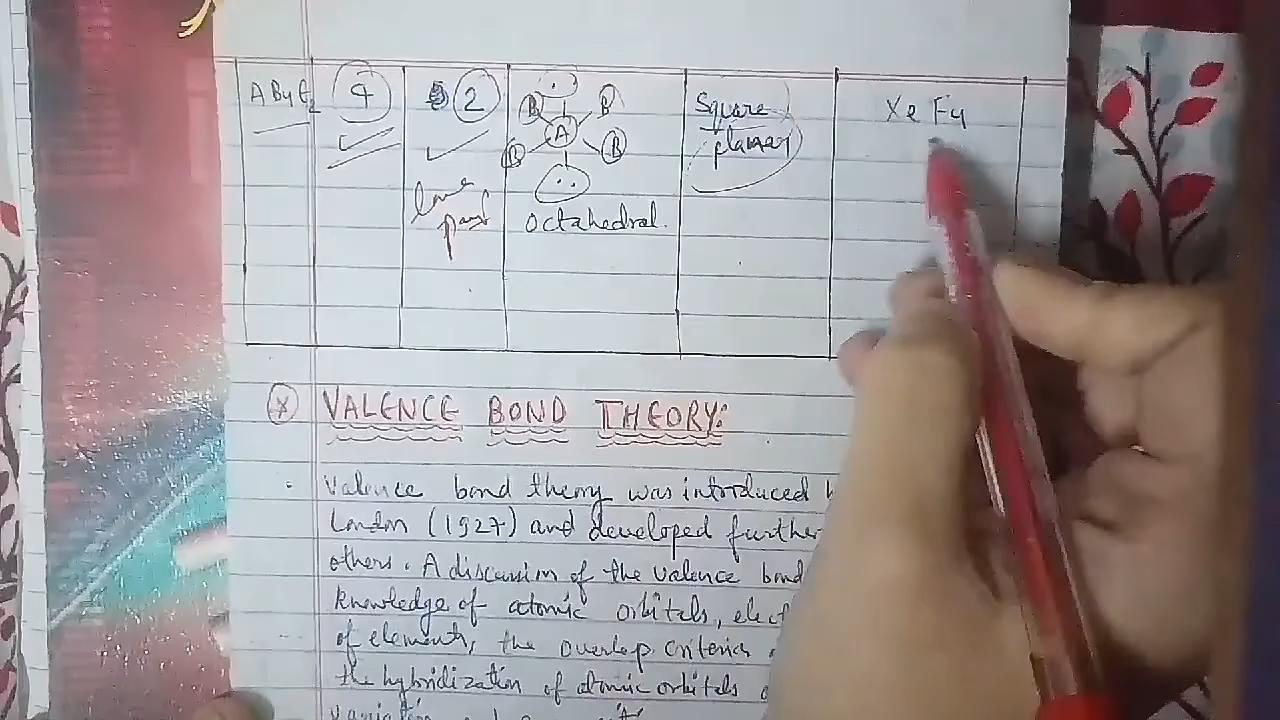 AB4E2 4 2 B B Square XeF4
A planar
B B
lone
pair octahedral.
VALENCE BOND THEORY:
Valence bond theory was introduced
London (1927) and developed further
others. A discussion of the valence bond
knowledge of atomic orbitals, elect
of elements, the overlap criteria
the hybridization of atomic orbitals